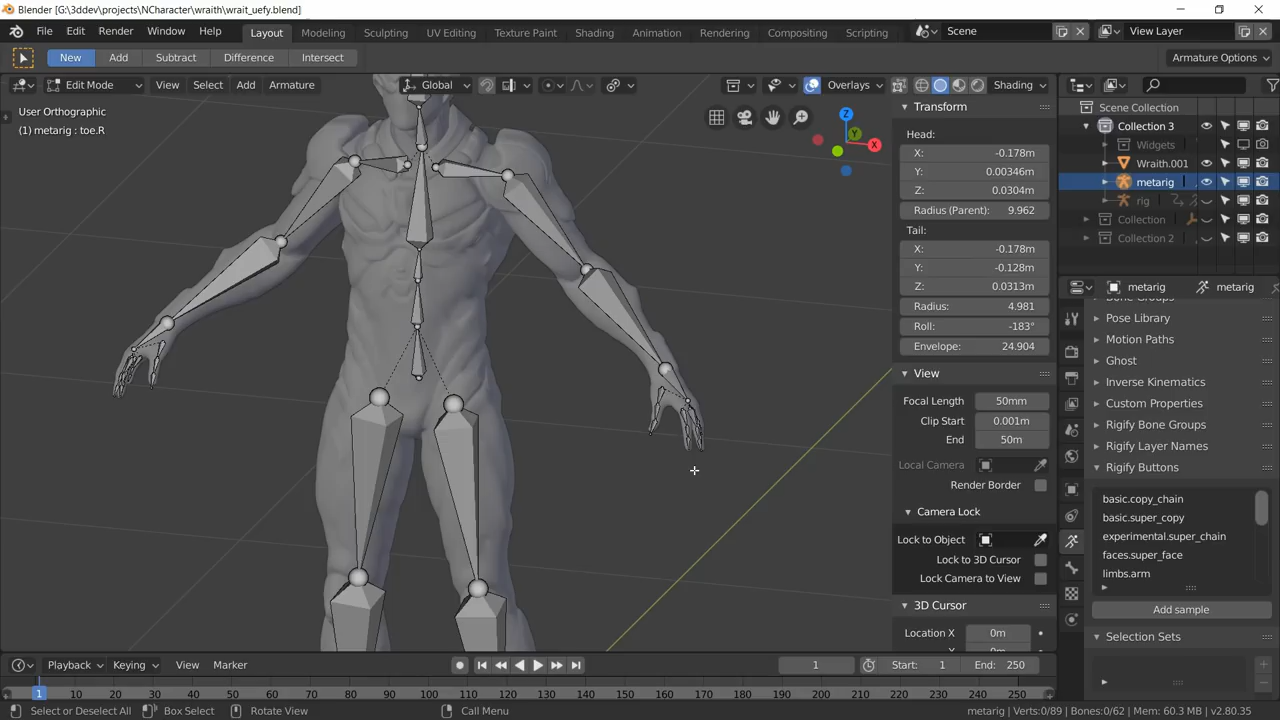 Blender [G:\3ddev\projects\NCharacter\wraith\wrait_uefy.blend]
File Edit Render Window Help Layout Modeling Sculpting UV Editing Texture Paint Shading Animation Rendering Compositing Scripting Scene View Layer
New Add Subtract Difference Intersect Armature Options
Edit Mode View Select Add Armature Global Overlays Shading
User Orthographic
(1) metarig : toe.R
Z
Y
X
Transform
Head:
X: -0.178m
Y: 0.00346m
Z: 0.0304m
Radius (Parent): 9.962
Tail:
X: -0.178m
Y: -0.128m
Z: 0.0313m
Radius: 4.981
Roll: -183°
Envelope: 24.904
View
Focal Length 50mm
Clip Start 0.001m
End 50m
Local Camera
Render Border
Camera Lock
Lock to Object
Lock to 3D Cursor
Lock Camera to View
3D Cursor
Location X 0m
Scene Collection
Collection 3
Widgets
Wraith.001
metarig
rig
Collection
Collection 2
metarig metarig
Pose Library
Motion Paths
Ghost
Inverse Kinematics
Custom Properties
Rigify Bone Groups
Rigify Layer Names
Rigify Buttons
basic.copy_chain
basic.super_copy
experimental.super_chain
faces.super_face
limbs.arm
Add sample
Selection Sets
Playback Keying View Marker 1 Start: 1 End: 250
1 10 20 30 40 50 60 70 80 90 100 110 120 130 140 150 160 170 180 190 200 210 220 230 240 250
Select or Deselect All Box Select Rotate View Call Menu metarig | Verts:0/89 | Bones:0/62 | Mem: 60.3 MB | v2.80.35